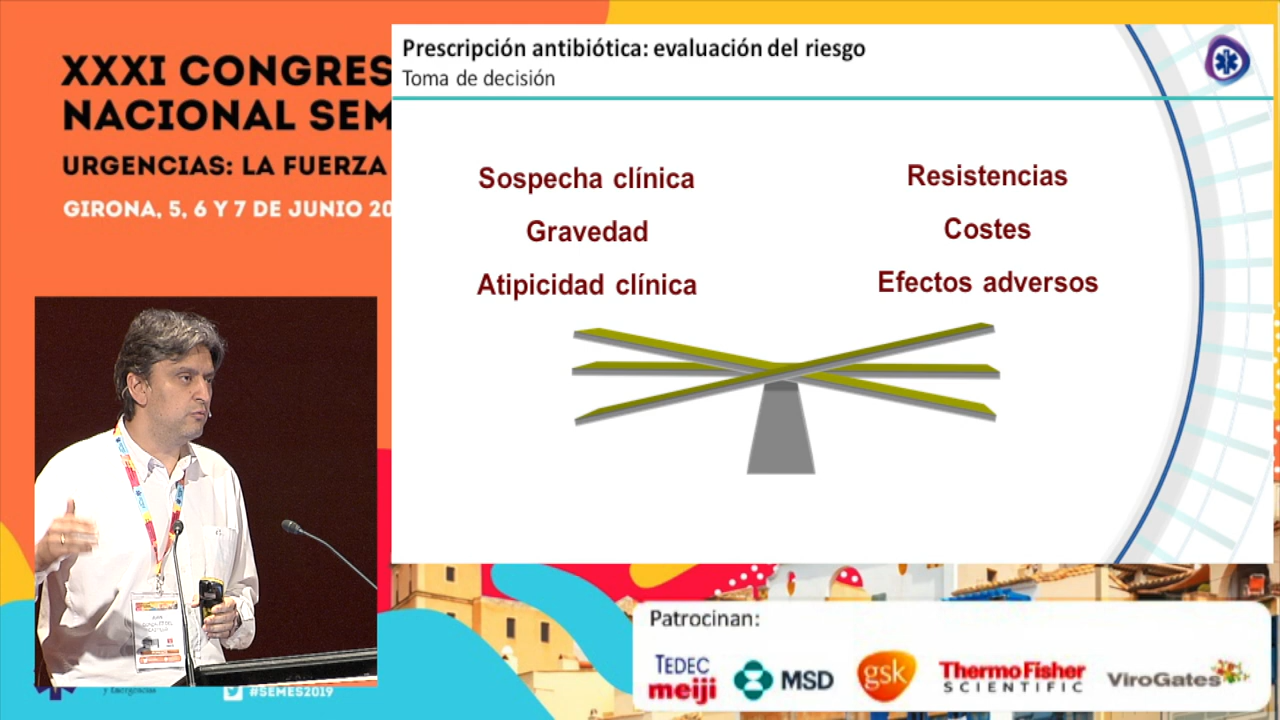 XXXI CONGRES
NACIONAL SEM
URGENCIAS: LA FUERZA
GIRONA, 5, 6 Y 7 DE JUNIO 20
Prescripción antibiótica: evaluación del riesgo
Toma de decisión
Sospecha clínica
Gravedad
Atipicidad clínica
Resistencias
Costes
Efectos adversos
y Emergencias
#SEMES2019
Patrocinan:
TEDEC
meiji
MSD
gsk
ThermoFisher
SCIENTIFIC
ViroGates